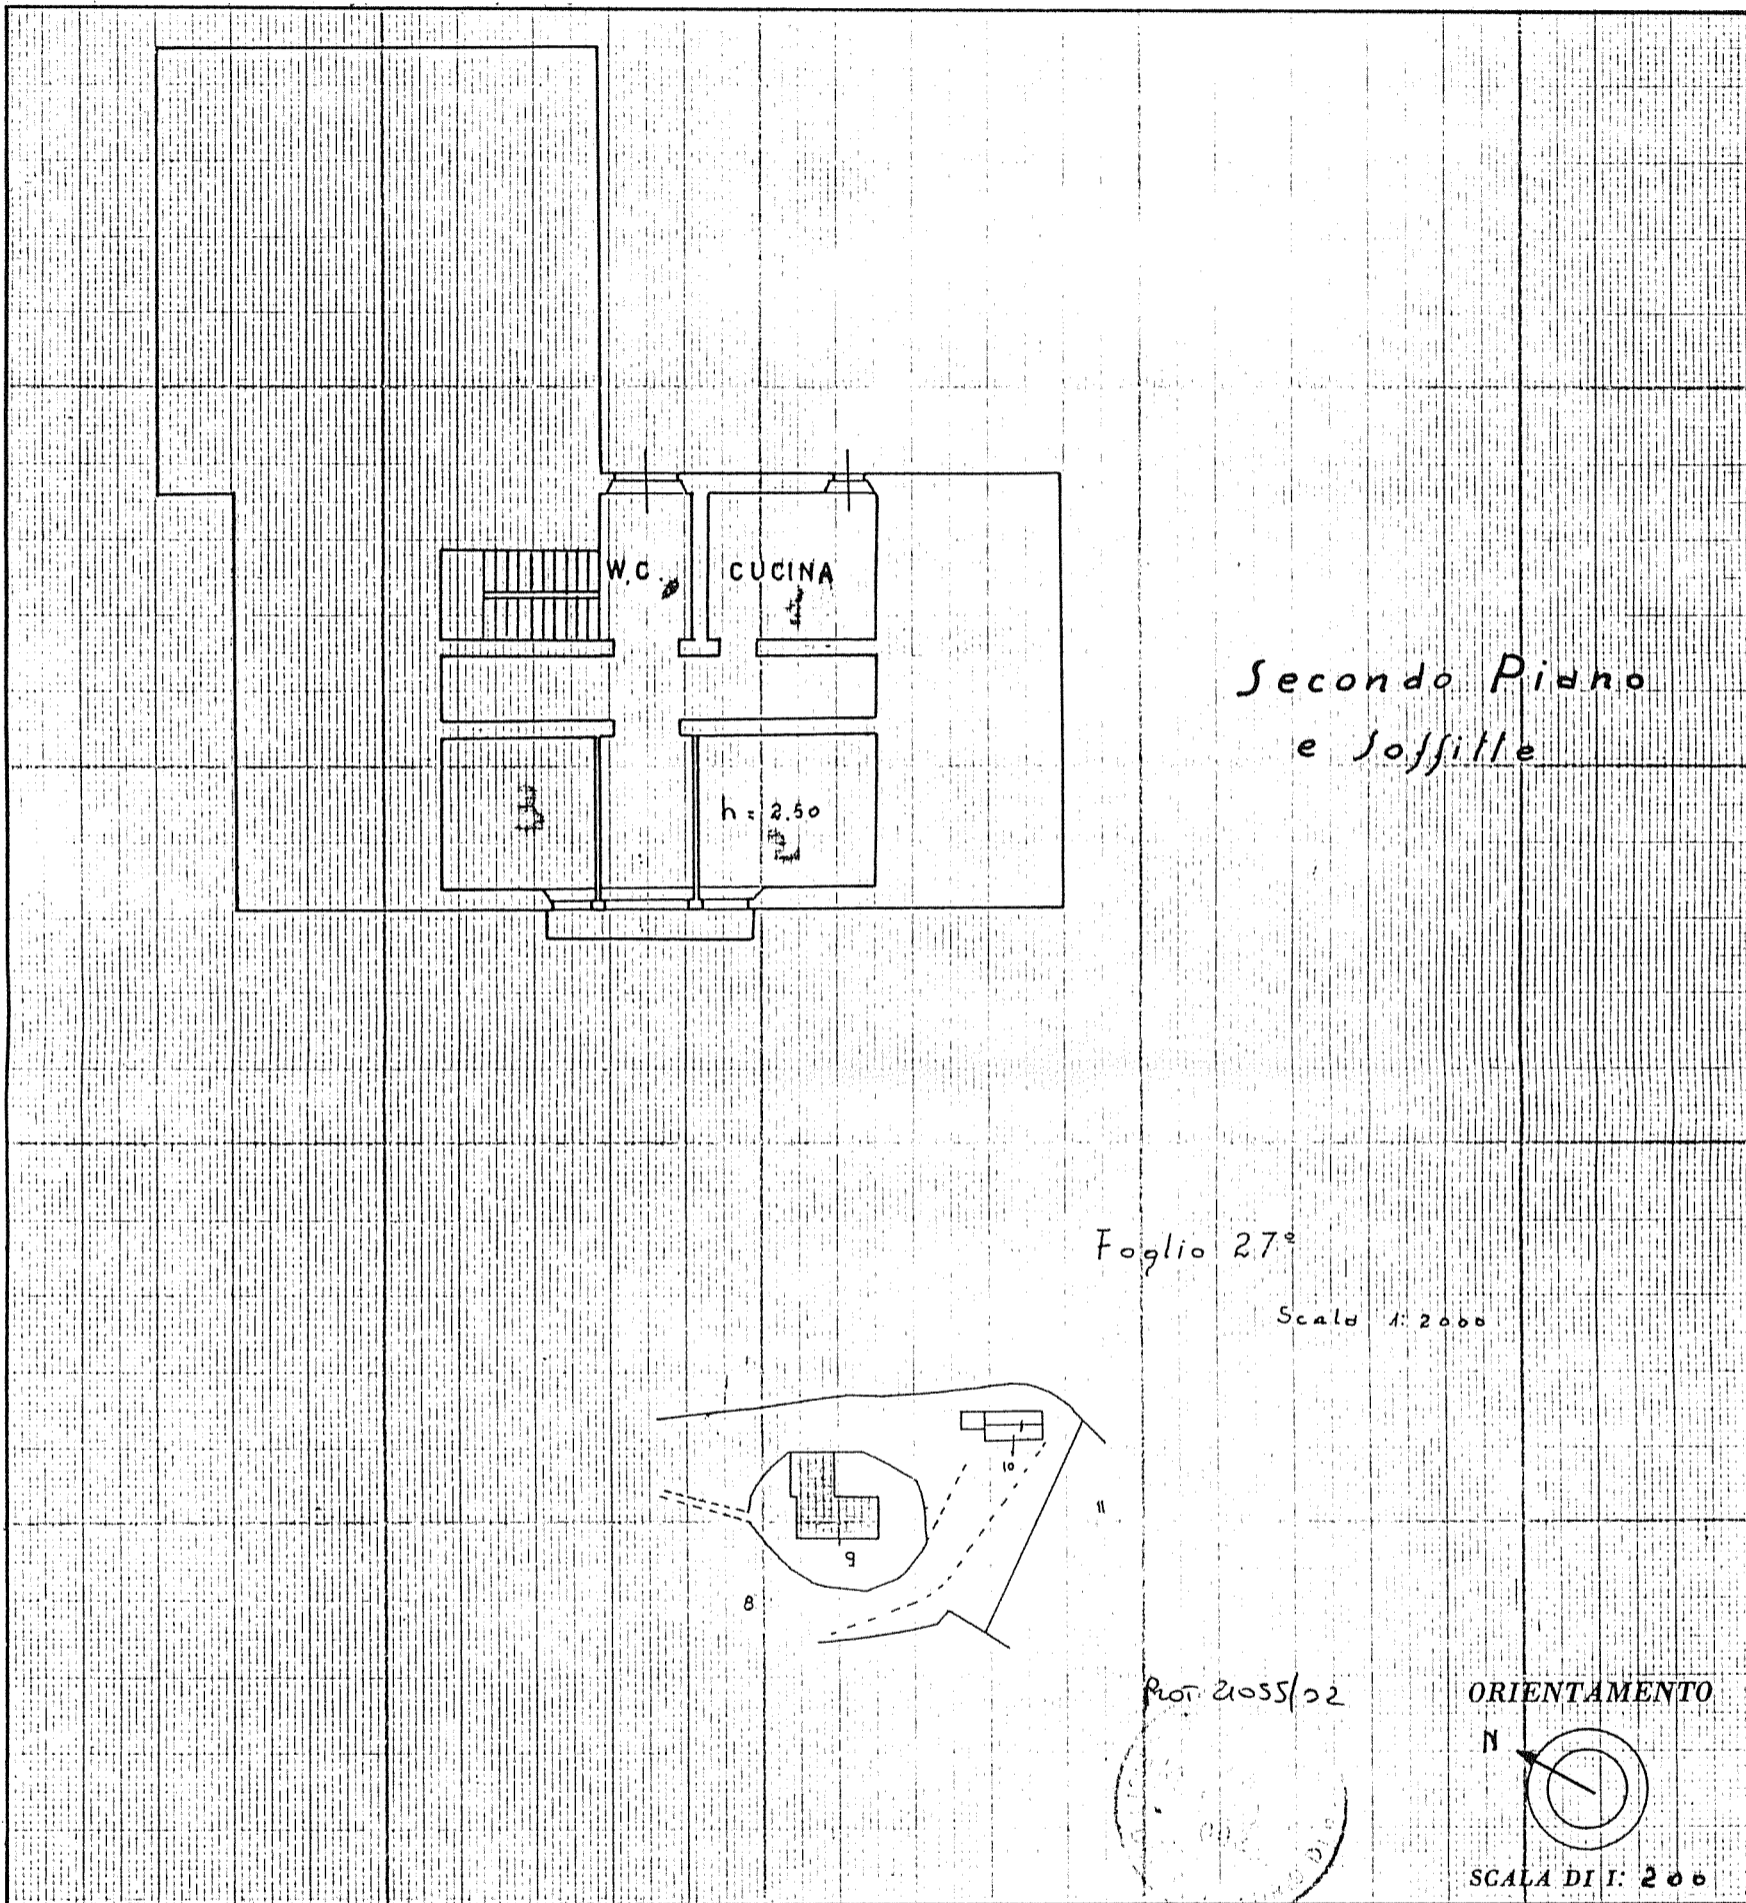 W.C.
CUCINA
h = 2.50
Secondo Piano
e Soffitte
Foglio 27º
Scala 1:2000
10
11
9
8
Prot. 21055/02
ORIENTAMENTO
N
SCALA DI 1: 200